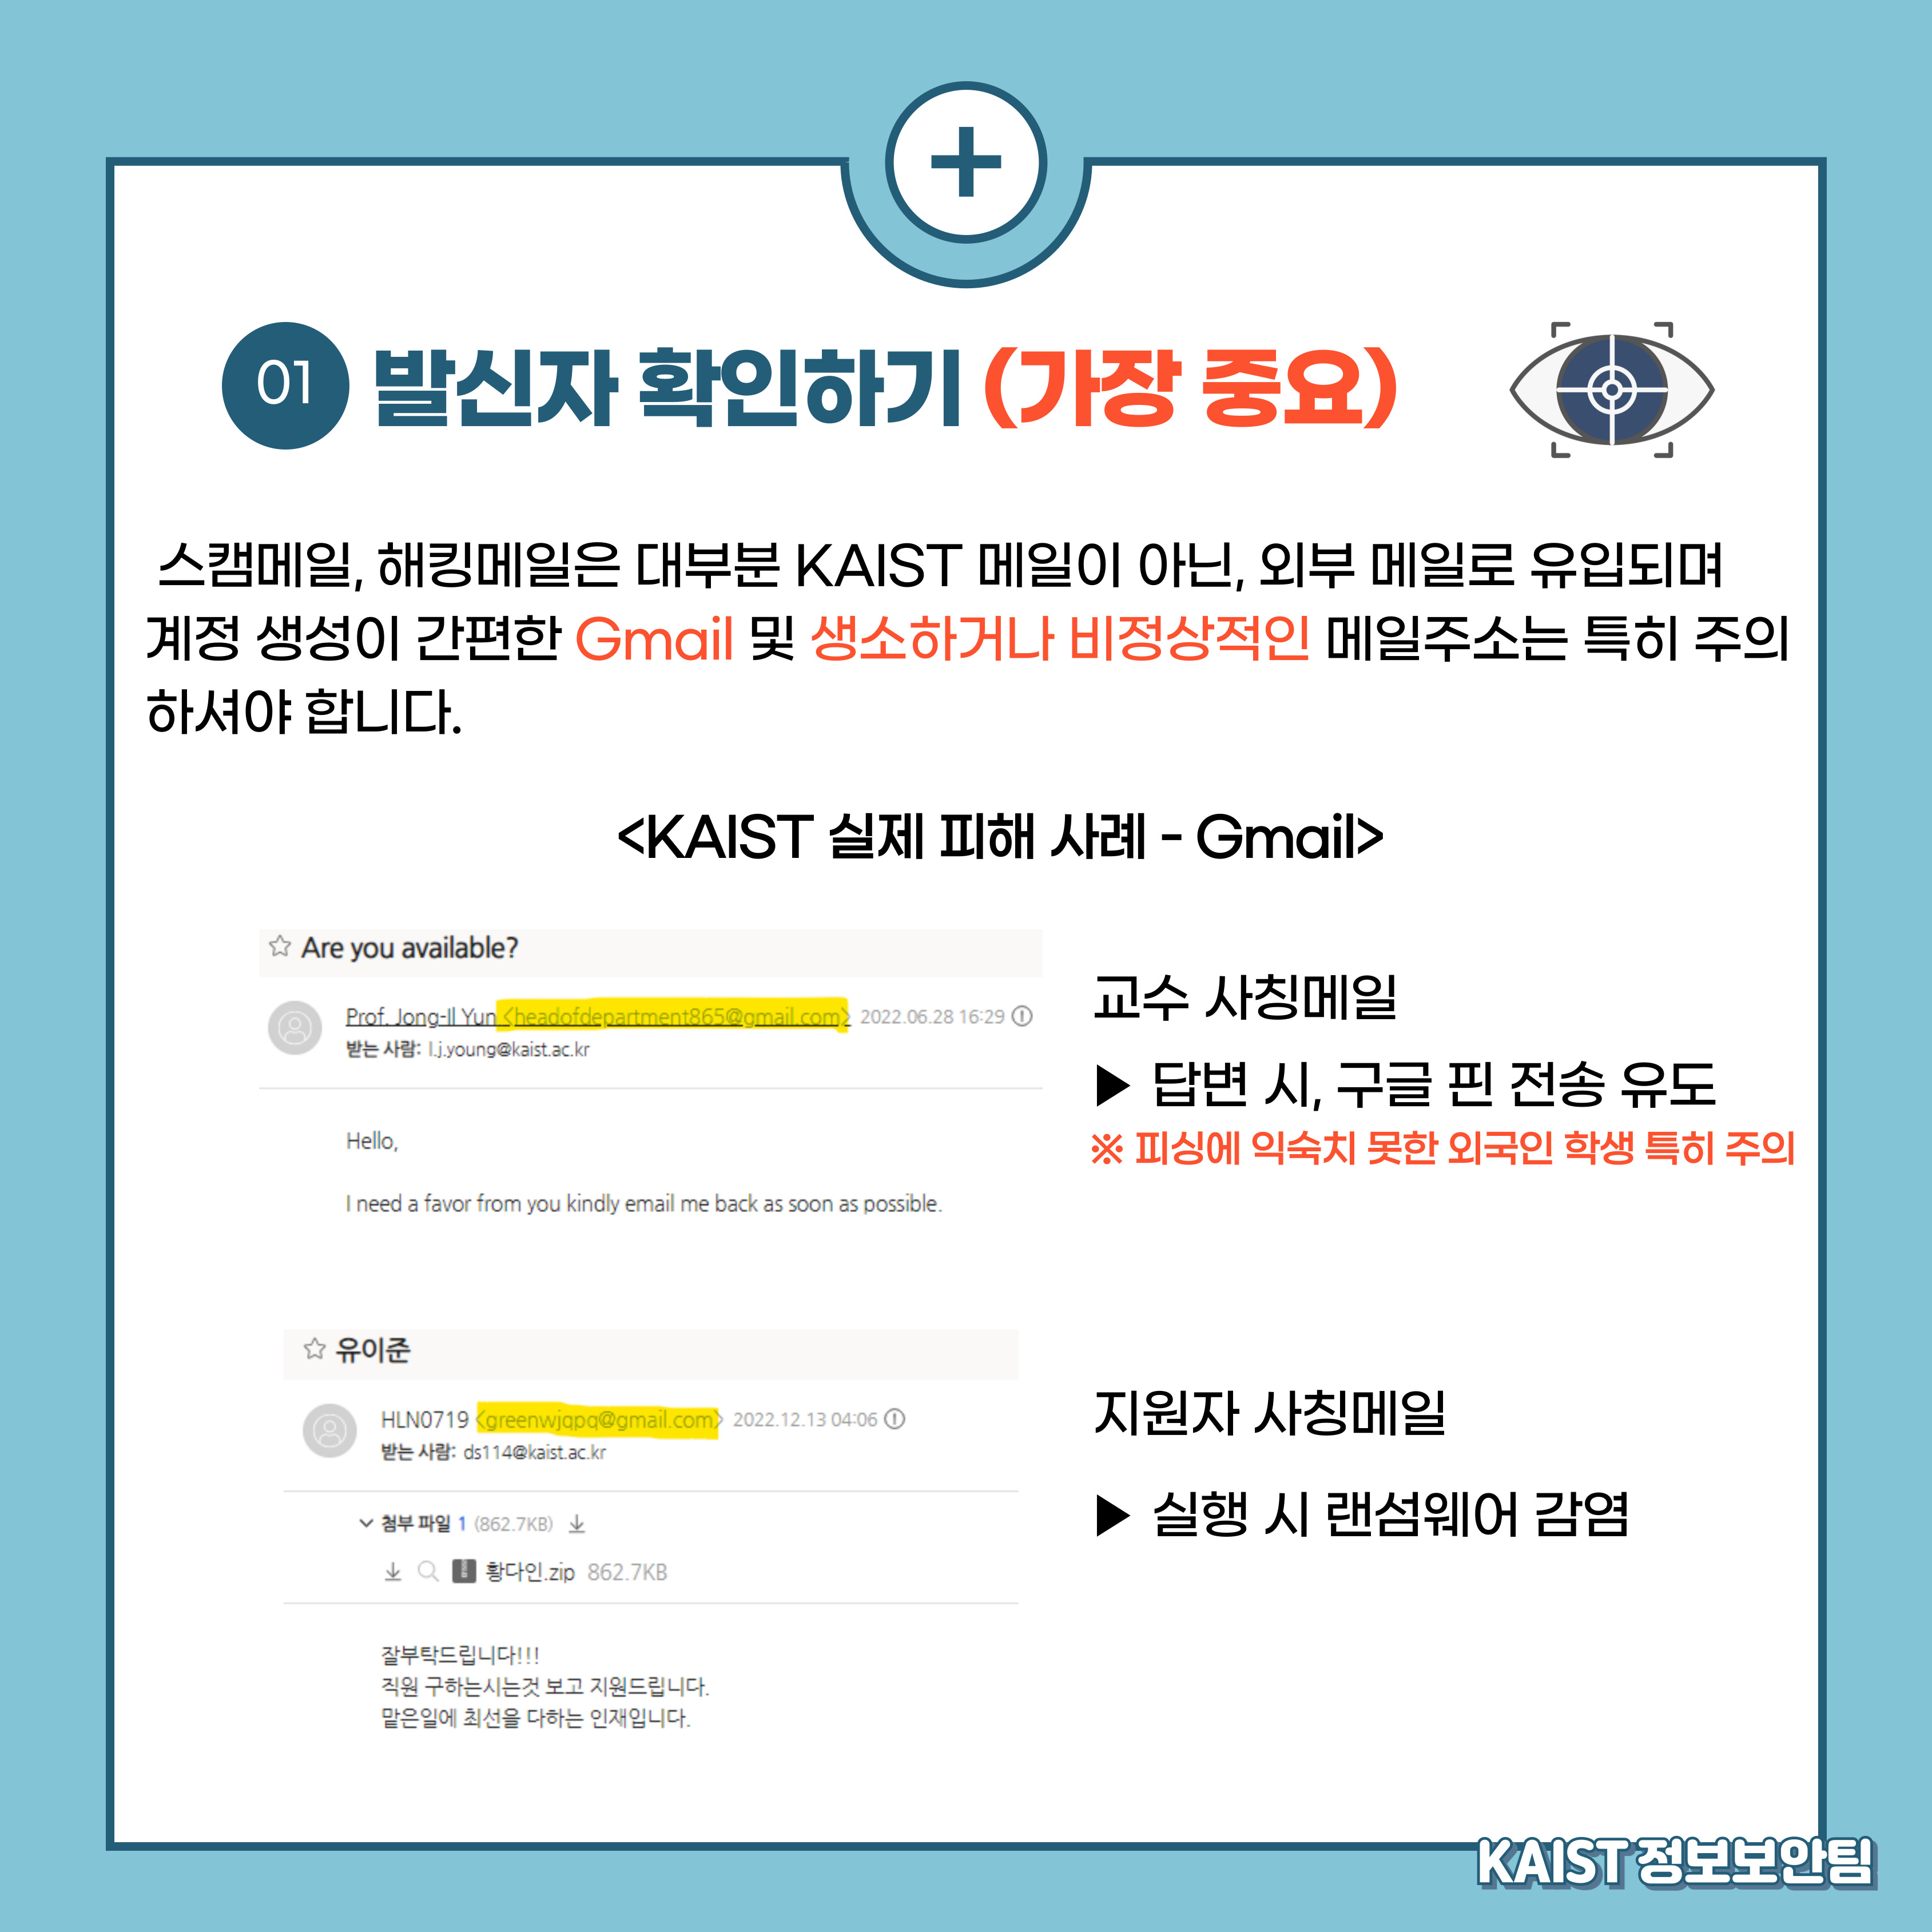 01 발신자 확인하기 (가장 중요)
스캠메일, 해킹메일은 대부분 KAIST 메일이 아닌, 외부 메일로 유입되며
계정 생성이 간편한 Gmail 및 생소하거나 비정상적인 메일주소는 특히 주의
하셔야 합니다.
<KAIST 실제 피해 사례 - Gmail>
☆ Are you available?
Prof. Jong-Il Yun <headofdepartment865@gmail.com> 2022.06.28 16:29
받는 사람: l.j.young@kaist.ac.kr
Hello,
I need a favor from you kindly email me back as soon as possible.
교수 사칭메일
▶ 답변 시, 구글 핀 전송 유도
※ 피싱에 익숙치 못한 외국인 학생 특히 주의
☆ 유이준
HLN0719 <greenwjqpq@gmail.com> 2022.12.13 04:06
받는 사람: ds114@kaist.ac.kr
첨부 파일 1 (862.7KB)
황다인.zip 862.7KB
잘부탁드립니다!!!
직원 구하는시는것 보고 지원드립니다.
맡은일에 최선을 다하는 인재입니다.
지원자 사칭메일
▶ 실행 시 랜섬웨어 감염
KAIST 정보보안팀